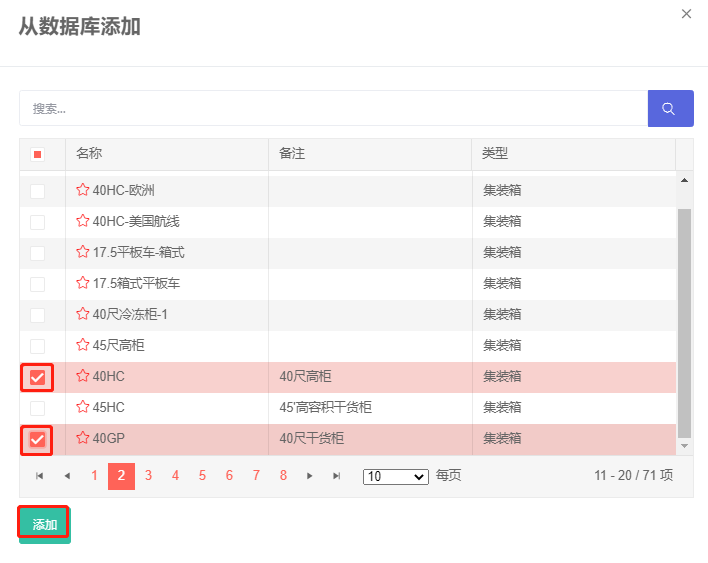 从数据库添加
搜索...
名称 备注 类型
40HC-欧洲 集装箱
40HC-美国航线 集装箱
17.5平板车-箱式 集装箱
17.5箱式平板车 集装箱
40尺冷冻柜-1 集装箱
45尺高柜 集装箱
40HC 40尺高柜 集装箱
45HC 45'高容积干货柜 集装箱
40GP 40尺干货柜 集装箱
1 2 3 4 5 6 7 8 10 每页 11 - 20 / 71 项
添加